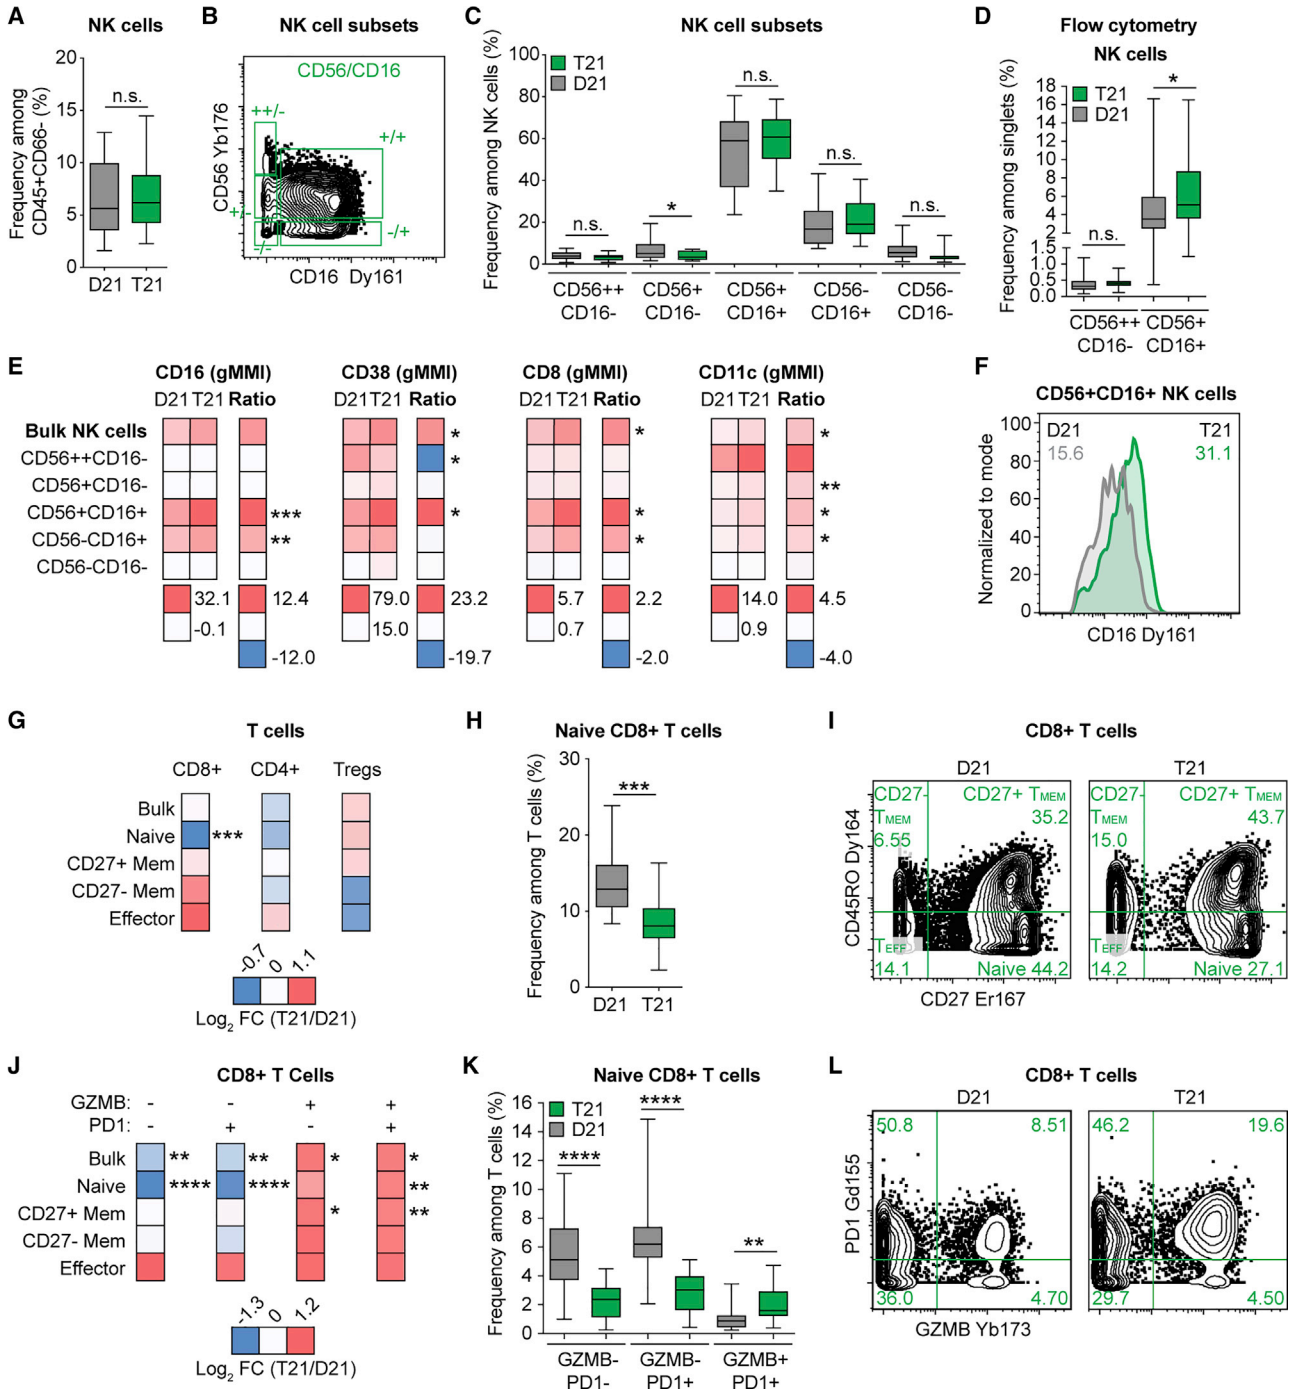 A
NK cells
Frequency among
CD45+CD66- (%)
20
15
10
5
0
n.s.
D21 T21
B
NK cell subsets
CD56/CD16
++/-
+/+
+/-
-/-
-/+
CD56 Yb176
CD16 Dy161
C
NK cell subsets
Frequency among NK cells (%)
100
80
60
40
20
0
T21
D21
n.s.
*
n.s.
n.s.
n.s.
CD56++ CD56+ CD56+ CD56- CD56-
CD16- CD16- CD16+ CD16+ CD16-
D
Flow cytometry
NK cells
Frequency among singlets (%)
18
16
14
12
10
8
6
4
2
1.5
1.0
0.5
0.0
T21
D21
n.s.
*
CD56++ CD56+
CD16- CD16+
E
CD16 (gMMI) CD38 (gMMI) CD8 (gMMI) CD11c (gMMI)
D21 T21 Ratio D21 T21 Ratio D21 T21 Ratio D21 T21 Ratio
Bulk NK cells * * *
CD56++CD16- *
CD56+CD16- **
CD56+CD16+ *** * * *
CD56-CD16+ ** * *
CD56-CD16-
32.1 12.4 79.0 23.2 5.7 2.2 14.0 4.5
-0.1 15.0 0.7 0.9
-12.0 -19.7 -2.0 -4.0
F
CD56+CD16+ NK cells
Normalized to mode
100
80
60
40
20
0
D21 T21
15.6 31.1
CD16 Dy161
G
T cells
CD8+ CD4+ Tregs
Bulk
Naive ***
CD27+ Mem
CD27- Mem
Effector
-0.7 0 1.1
Log2 FC (T21/D21)
H
Naive CD8+ T cells
Frequency among T cells (%)
30
20
10
0
***
D21 T21
I
CD8+ T cells
D21 T21
CD45RO Dy164
CD27- CD27+ TMEM
TMEM 35.2
6.55
TEFF
14.1 Naive 44.2
CD27- CD27+ TMEM
TMEM 43.7
15.0
TEFF
14.2 Naive 27.1
CD27 Er167
J
CD8+ T Cells
GZMB: - - + +
PD1: - + - +
Bulk ** ** * *
Naive **** **** **
CD27+ Mem * **
CD27- Mem
Effector
-1.3 0 1.2
Log2 FC (T21/D21)
K
Naive CD8+ T cells
Frequency among T cells (%)
16
14
12
10
8
6
4
2
0
T21
D21
****
****
**
GZMB- GZMB- GZMB+
PD1- PD1+ PD1+
L
CD8+ T cells
D21 T21
PD1 Gd155
50.8 8.51
36.0 4.70
46.2 19.6
29.7 4.50
GZMB Yb173